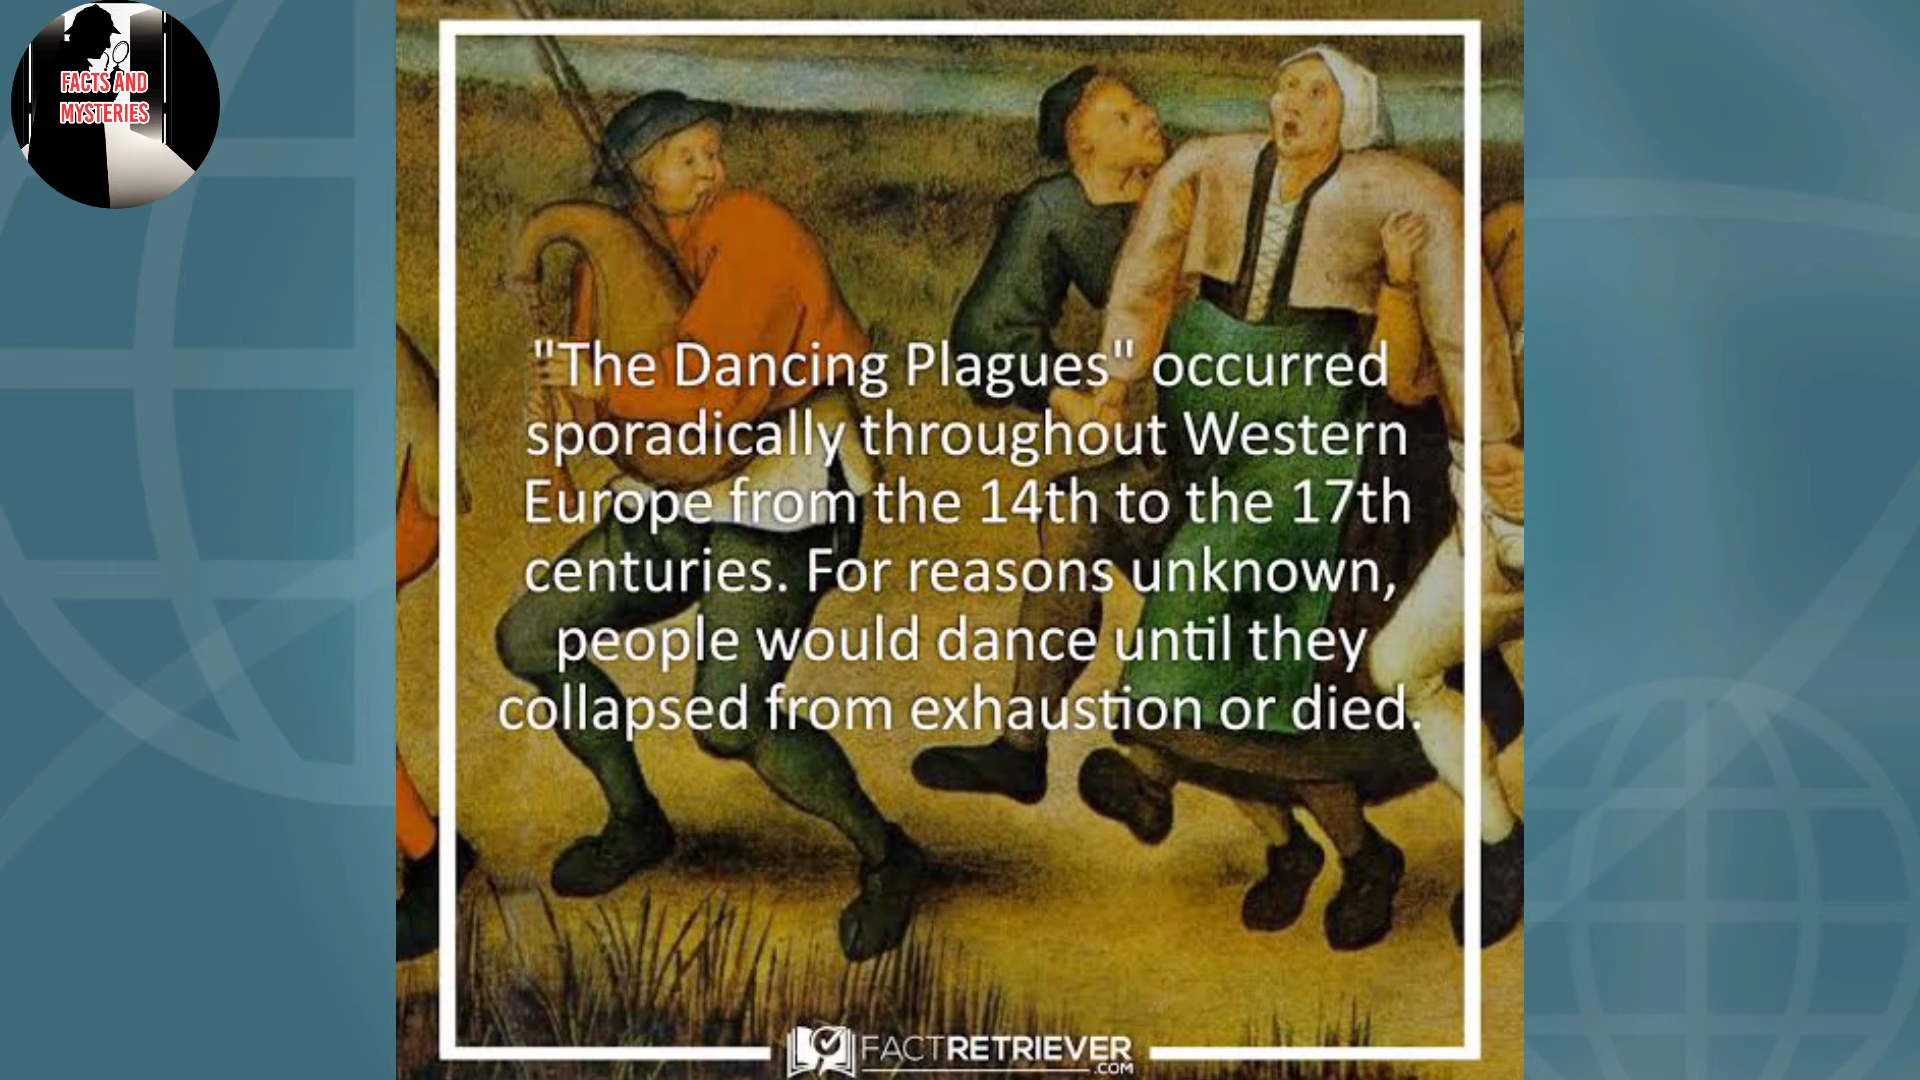 FACTS AND
MYSTERIES
"The Dancing Plagues" occurred
sporadically throughout Western
Europe from the 14th to the 17th
centuries. For reasons unknown,
people would dance until they
collapsed from exhaustion or died.
FACTRETRIEVER
.COM